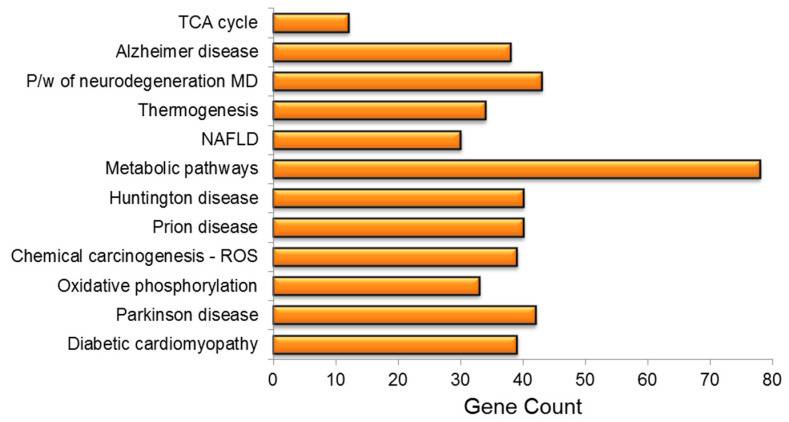 TCA cycle
Alzheimer disease
P/w of neurodegeneration MD
Thermogenesis
NAFLD
Metabolic pathways
Huntington disease
Prion disease
Chemical carcinogenesis - ROS
Oxidative phosphorylation
Parkinson disease
Diabetic cardiomyopathy
0 10 20 30 40 50 60 70 80
Gene Count